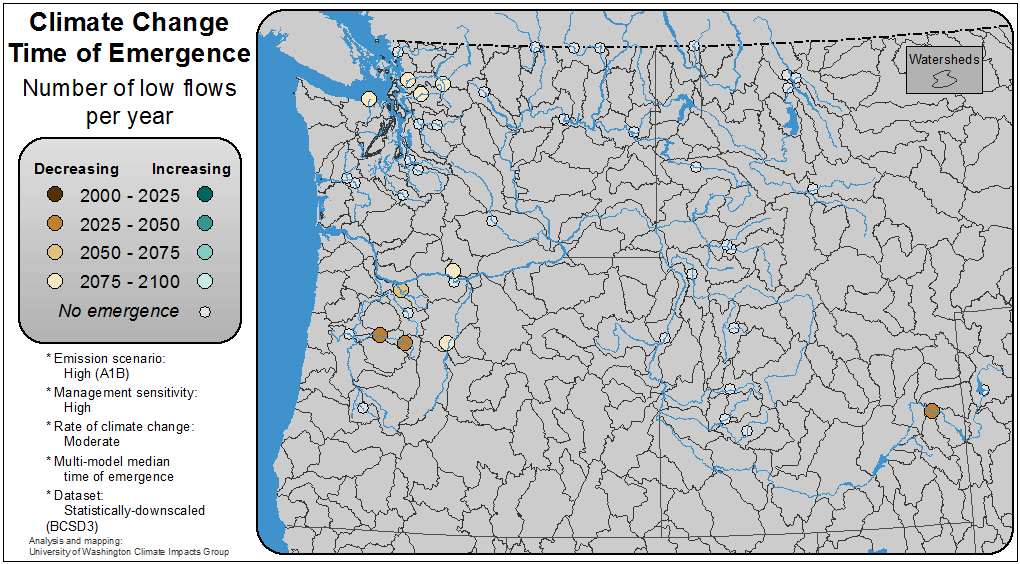 Climate Change
Time of Emergence
Number of low flows
per year
Decreasing Increasing
2000 - 2025
2025 - 2050
2050 - 2075
2075 - 2100
No emergence
* Emission scenario:
High (A1B)
* Management sensitivity:
High
* Rate of climate change:
Moderate
* Multi-model median
time of emergence
* Dataset:
Statistically-downscaled
(BCSD3)
Analysis and mapping:
University of Washington Climate Impacts Group
Watersheds